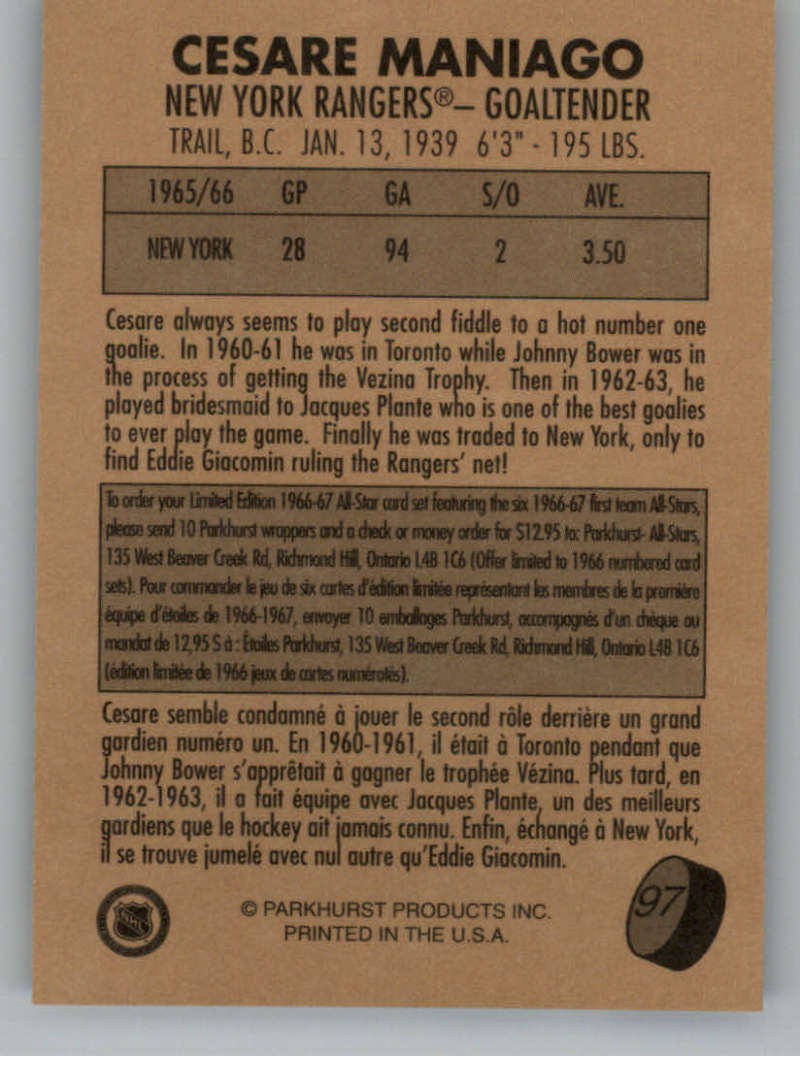 CESARE MANIAGO
NEW YORK RANGERS®– GOALTENDER
TRAIL, B.C. JAN. 13, 1939 6'3" - 195 LBS.
1965/66 GP GA S/O AVE.
NEW YORK 28 94 2 3.50
Cesare always seems to play second fiddle to a hot number one
goalie. In 1960-61 he was in Toronto while Johnny Bower was in
the process of getting the Vezina Trophy. Then in 1962-63, he
played bridesmaid to Jacques Plante who is one of the best goalies
to ever play the game. Finally he was traded to New York, only to
find Eddie Giacomin ruling the Rangers' net!
To order your Limited Edition 1966-67 All-Star card set featuring the six 1966-67 first team All-Stars,
please send 10 Parkhurst wrappers and a check or money order for $12.95 to: Parkhurst- All-Stars,
135 West Beaver Creek Rd, Richmond Hill, Ontario L4B 1C6 (Offer limited to 1966 numbered card
sets). Pour commander le jeu de six cartes d'édition limitée représentant les membres de la première
équipe d'étoiles de 1966-1967, envoyer 10 emballages Parkhurst, accompagnés d'un chèque ou
mandat de 12,95 $ à : Étoiles Parkhurst, 135 West Beaver Creek Rd, Richmond Hill, Ontario L4B 1C6
(édition limitée de 1966 jeux de cartes numérotés).
Cesare semble condamné à jouer le second rôle derrière un grand
gardien numéro un. En 1960-1961, il était à Toronto pendant que
Johnny Bower s'apprêtait à gagner le trophée Vézina. Plus tard, en
1962-1963, il a fait équipe avec Jacques Plante, un des meilleurs
gardiens que le hockey ait jamais connu. Enfin, échangé à New York,
il se trouve jumelé avec nul autre qu'Eddie Giacomin.
NHL
© PARKHURST PRODUCTS INC.
PRINTED IN THE U.S.A.
97